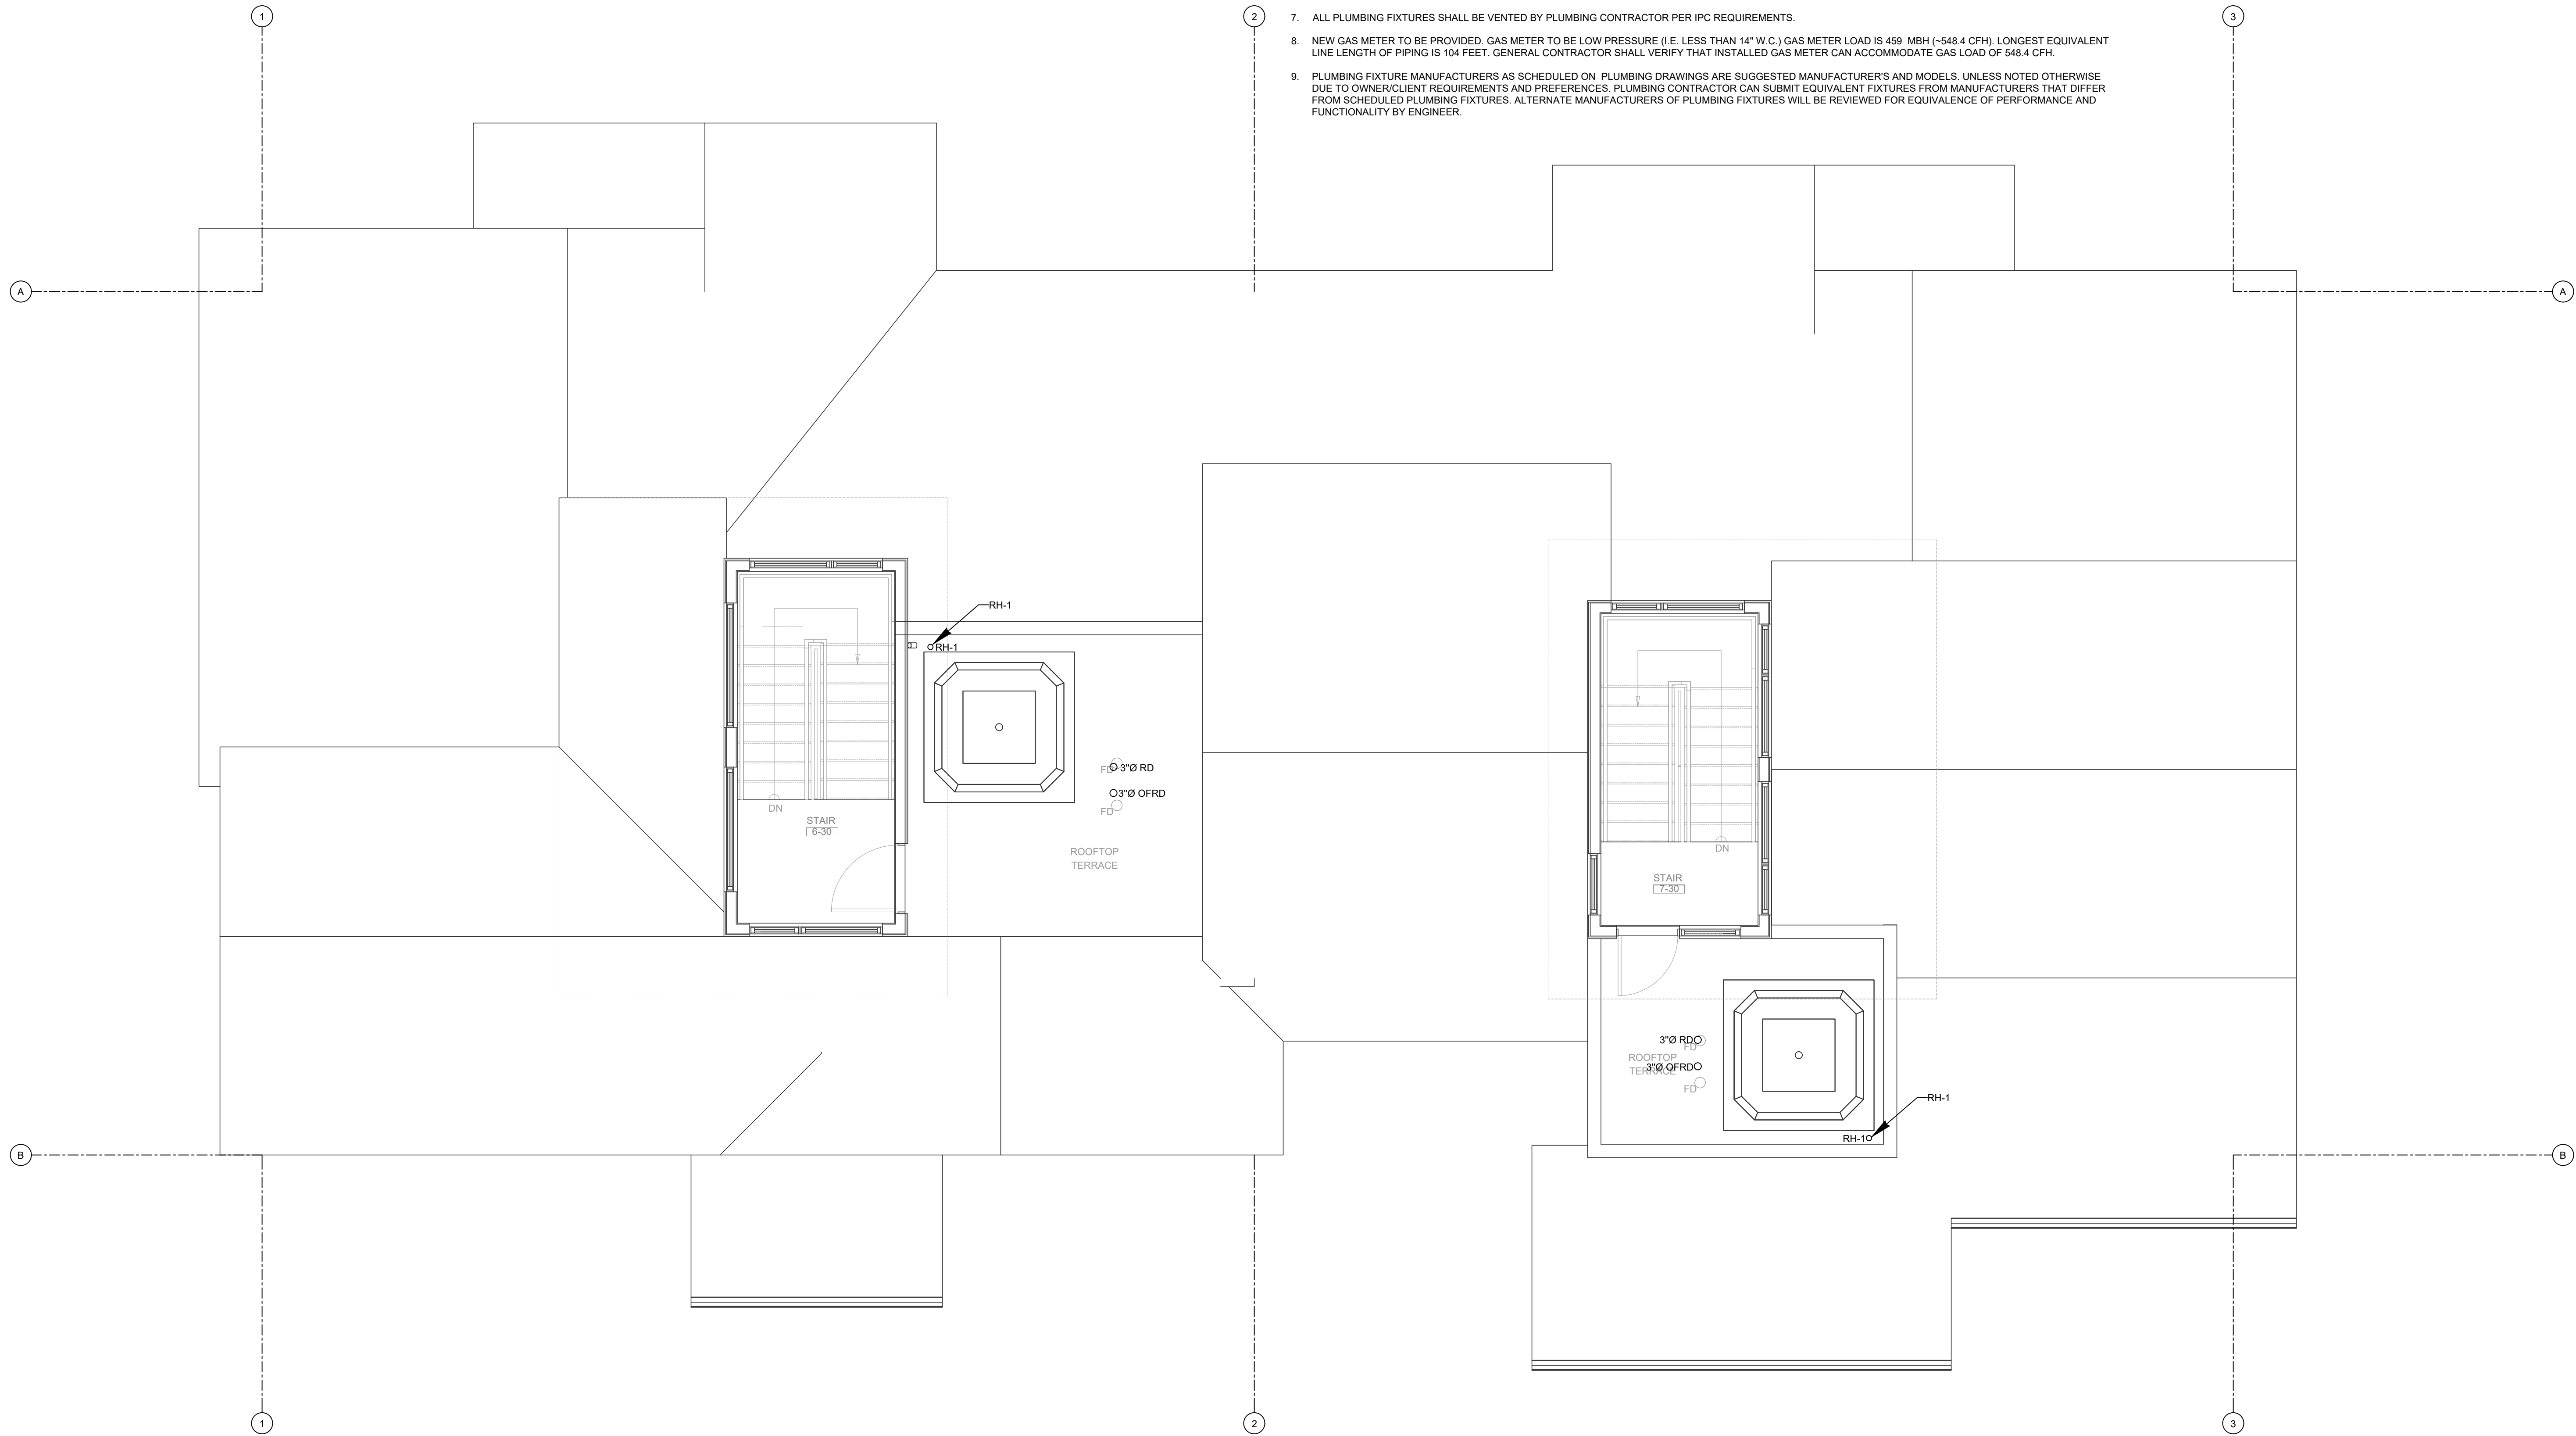 1
2
3
7. ALL PLUMBING FIXTURES SHALL BE VENTED BY PLUMBING CONTRACTOR PER IPC REQUIREMENTS.
8. NEW GAS METER TO BE PROVIDED. GAS METER TO BE LOW PRESSURE (I.E. LESS THAN 14" W.C.) GAS METER LOAD IS 459 MBH (~548.4 CFH). LONGEST EQUIVALENT
LINE LENGTH OF PIPING IS 104 FEET. GENERAL CONTRACTOR SHALL VERIFY THAT INSTALLED GAS METER CAN ACCOMMODATE GAS LOAD OF 548.4 CFH.
9. PLUMBING FIXTURE MANUFACTURERS AS SCHEDULED ON PLUMBING DRAWINGS ARE SUGGESTED MANUFACTURER'S AND MODELS. UNLESS NOTED OTHERWISE
DUE TO OWNER/CLIENT REQUIREMENTS AND PREFERENCES. PLUMBING CONTRACTOR CAN SUBMIT EQUIVALENT FIXTURES FROM MANUFACTURERS THAT DIFFER
FROM SCHEDULED PLUMBING FIXTURES. ALTERNATE MANUFACTURERS OF PLUMBING FIXTURES WILL BE REVIEWED FOR EQUIVALENCE OF PERFORMANCE AND
FUNCTIONALITY BY ENGINEER.
A
A
RH-1
RH-1
FD
3"Ø RD
3"Ø OFRD
FD
DN
STAIR
6-30
ROOFTOP
TERRACE
DN
STAIR
7-30
3"Ø RD
FD
ROOFTOP
3"Ø OFRD
TERRACE
FD
RH-1
RH-1
B
B
1
2
3